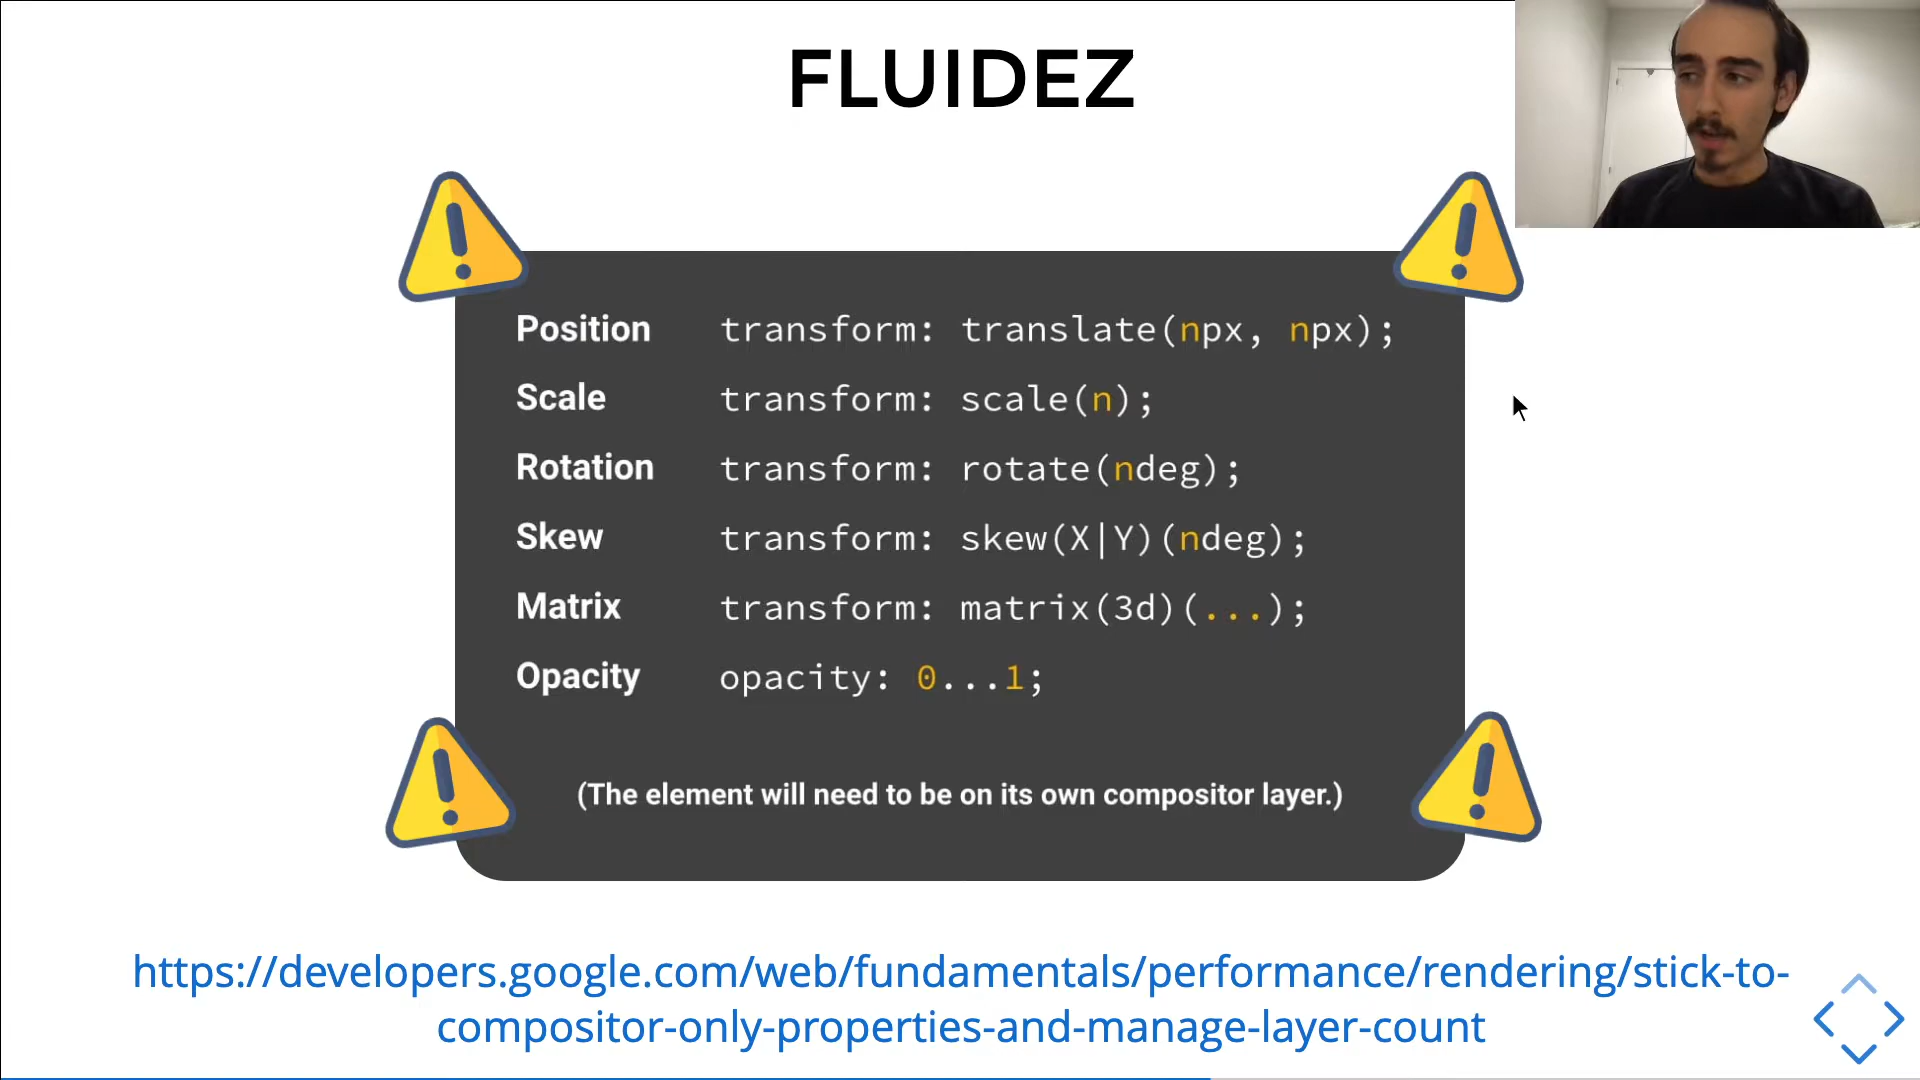 FLUIDEZ
Position transform: translate(npx, npx);
Scale transform: scale(n);
Rotation transform: rotate(ndeg);
Skew transform: skew(X|Y)(ndeg);
Matrix transform: matrix(3d)(...);
Opacity opacity: 0...1;
(The element will need to be on its own compositor layer.)
https://developers.google.com/web/fundamentals/performance/rendering/stick-to-
compositor-only-properties-and-manage-layer-count